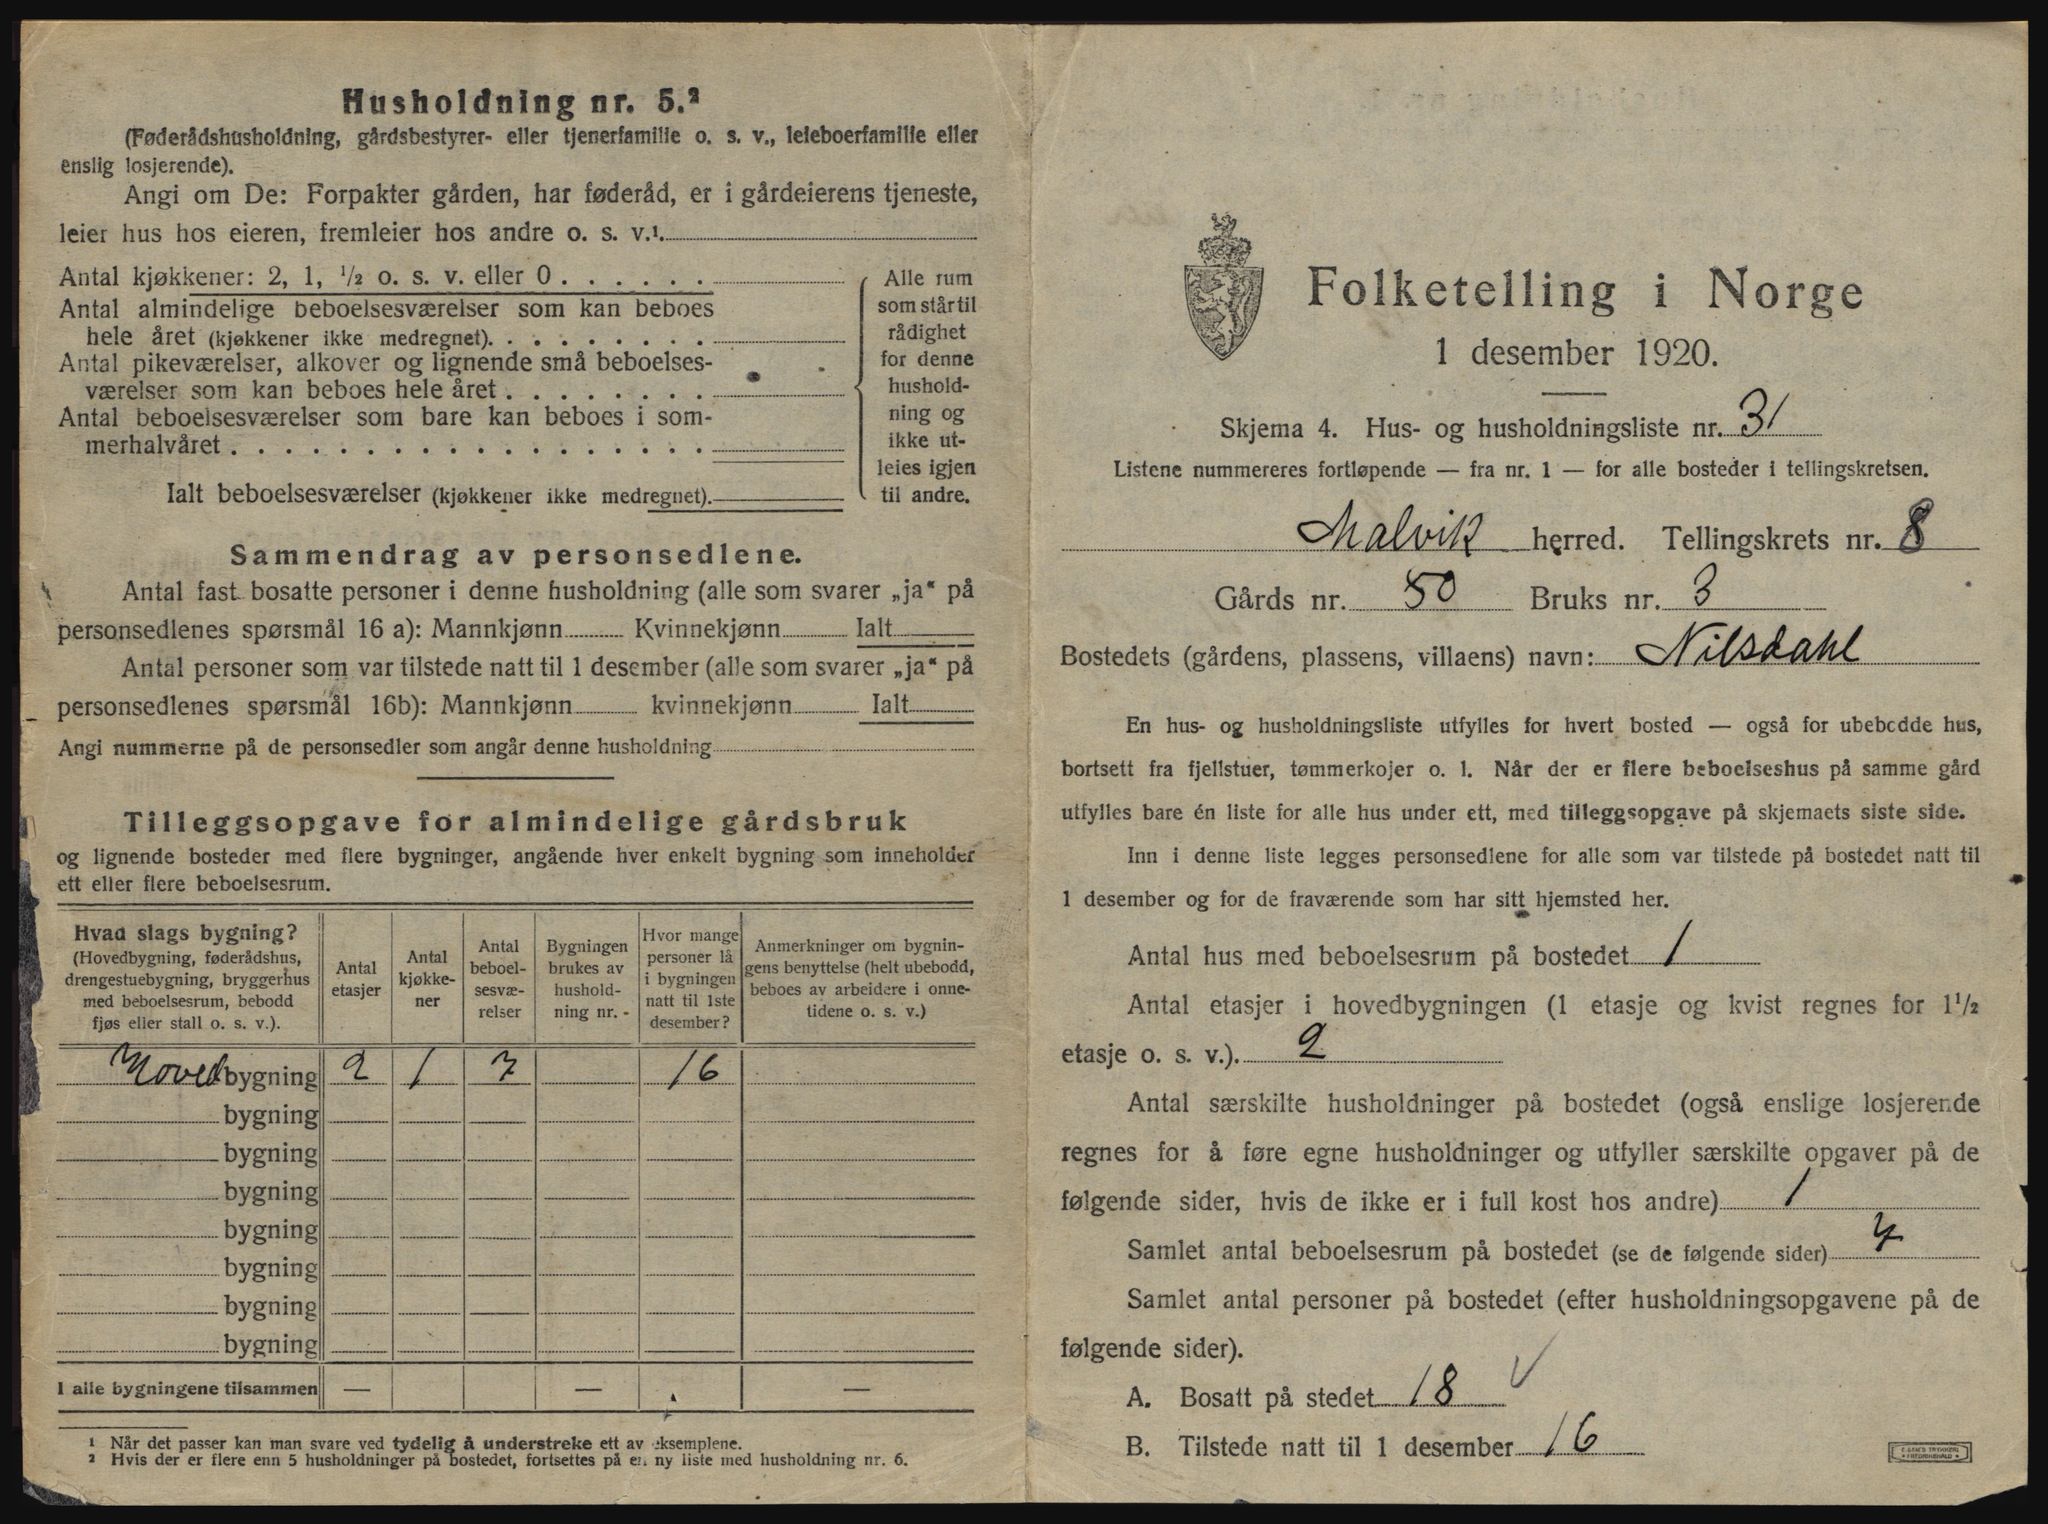 Husholdning nr. 5.²
(Føderådshusholdning, gårdsbestyrer- eller tjenerfamilie o. s. v., leieboerfamilie eller
enslig losjerende).
Angi om De: Forpakter gården, har føderåd, er i gårdeierens tjeneste,
leier hus hos eieren, fremleier hos andre o. s. v.¹
Antal kjøkkener: 2, 1, ½ o. s. v. eller 0 . . . . . .
Antal almindelige beboelsesværelser som kan beboes
hele året (kjøkkener ikke medregnet). . . . . . . . .
Antal pikeværelser, alkover og lignende små beboelses-
værelser som kan beboes hele året . . . . . . . .
Antal beboelsesværelser som bare kan beboes i som-
merhalvåret . . . . . . . . . . . . . . . . . .
Ialt beboelsesværelser (kjøkkener ikke medregnet).
Alle rum
som står til
rådighet
for denne
hushold-
ning og
ikke ut-
leies igjen
til andre.
Sammendrag av personsedlene.
Antal fast bosatte personer i denne husholdning (alle som svarer „ja“ på
personsedlenes spørsmål 16 a): Mannkjønn Kvinnekjønn Ialt
Antal personer som var tilstede natt til 1 desember (alle som svarer „ja“ på
personsedlenes spørsmål 16b): Mannkjønn kvinnekjønn Ialt
Angi nummerne på de personsedler som angår denne husholdning
Tilleggsopgave for almindelige gårdsbruk
og lignende bosteder med flere bygninger, angående hver enkelt bygning som inneholder
ett eller flere beboelsesrum.
Hvad slags bygning?
(Hovedbygning, føderådshus,
drengestuebygning, bryggerhus
med beboelsesrum, bebodd
fjøs eller stall o. s. v.).
Antal
etasjer
Antal
kjøkke-
ner
Antal
beboel-
sesvæ-
relser
Bygningen
brukes av
hushold-
ning nr. -
Hvor mange
personer lå
i bygningen
natt til 1ste
desember?
Anmerkninger om bygnin-
gens benyttelse (helt ubebodd,
beboes av arbeidere i onne-
tidene o. s. v.)
Hovedbygning 2 1 7 16
bygning
bygning
bygning
bygning
bygning
bygning
bygning
I alle bygningene tilsammen — — —
¹ Når det passer kan man svare ved tydelig å understreke ett av eksemplene.
² Hvis der er flere enn 5 husholdninger på bostedet, fortsettes på en ny liste med husholdning nr. 6.
Folketelling i Norge
1 desember 1920.
Skjema 4. Hus- og husholdningsliste nr. 31
Listene nummereres fortløpende — fra nr. 1 — for alle bosteder i tellingskretsen.
Malvik herred. Tellingskrets nr. 8
Gårds nr. 50 Bruks nr. 3
Bostedets (gårdens, plassens, villaens) navn: Nilsdahl
En hus- og husholdningsliste utfylles for hvert bosted — også for ubebodde hus,
bortsett fra fjellstuer, tømmerkojer o. l. Når der er flere beboelseshus på samme gård
utfylles bare én liste for alle hus under ett, med tilleggsopgave på skjemaets siste side.
Inn i denne liste legges personsedlene for alle som var tilstede på bostedet natt til
1 desember og for de fraværende som har sitt hjemsted her.
Antal hus med beboelsesrum på bostedet 1
Antal etasjer i hovedbygningen (1 etasje og kvist regnes for 1½
etasje o. s. v.). 2
Antal særskilte husholdninger på bostedet (også enslige losjerende
regnes for å føre egne husholdninger og utfyller særskilte opgaver på de
følgende sider, hvis de ikke er i full kost hos andre) 1
Samlet antal beboelsesrum på bostedet (se de følgende sider) 7
Samlet antal personer på bostedet (efter husholdningsopgavene på de
følgende sider).
A. Bosatt på stedet 18 √
B. Tilstede natt til 1 desember 16